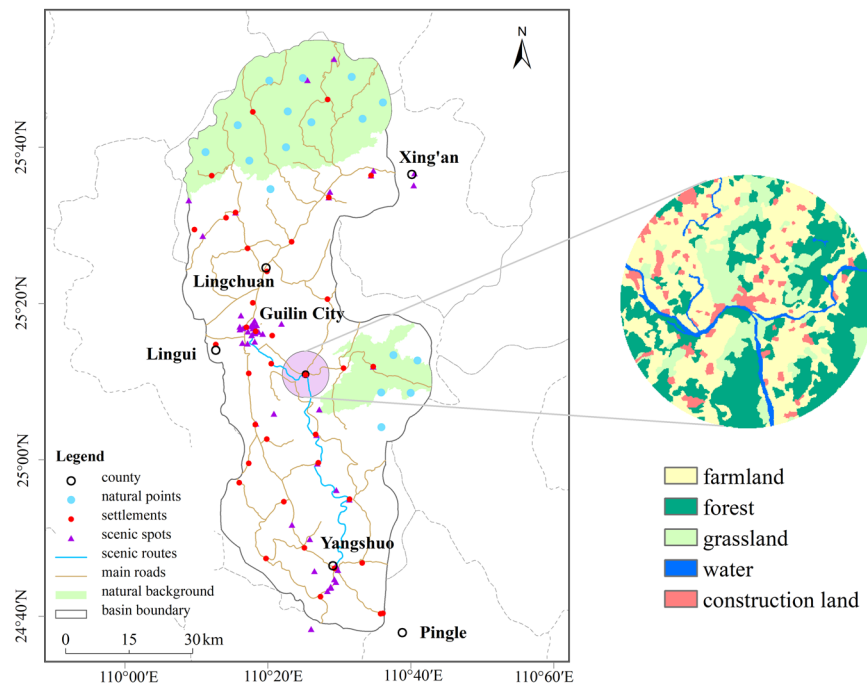 N
25°40′N
25°20′N
25°00′N
24°40′N
Xing'an
Lingchuan
Guilin City
Lingui
Yangshuo
Pingle
Legend
county
natural points
settlements
scenic spots
scenic routes
main roads
natural background
basin boundary
0 15 30 km
110°00′E 110°20′E 110°40′E 110°60′E
farmland
forest
grassland
water
construction land